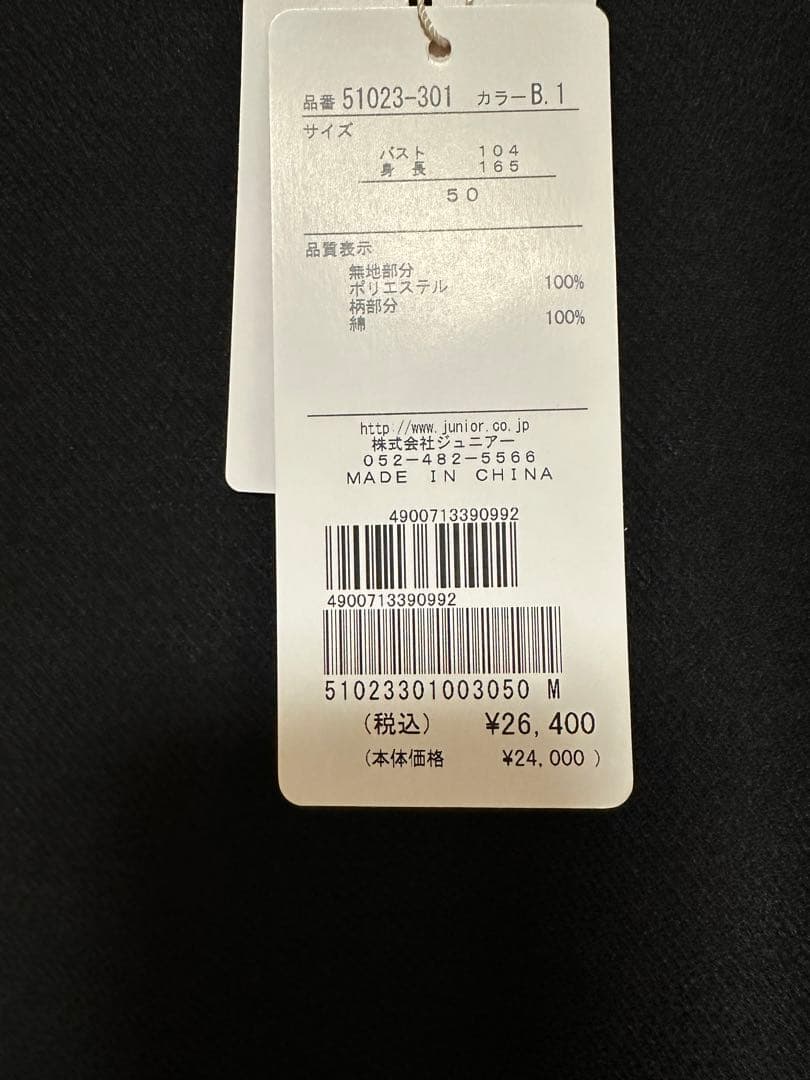 品番 51023-301 カラー B.1
サイズ
バスト 104
身長 165
50
品質表示
無地部分
ポリエステル 100%
柄部分
綿 100%
http://www.junior.co.jp
株式会社ジュニアー
052-482-5566
MADE IN CHINA
4900713390992
4900713390992
51023301003050 M
(税込) ¥26,400
(本体価格 ¥24,000)